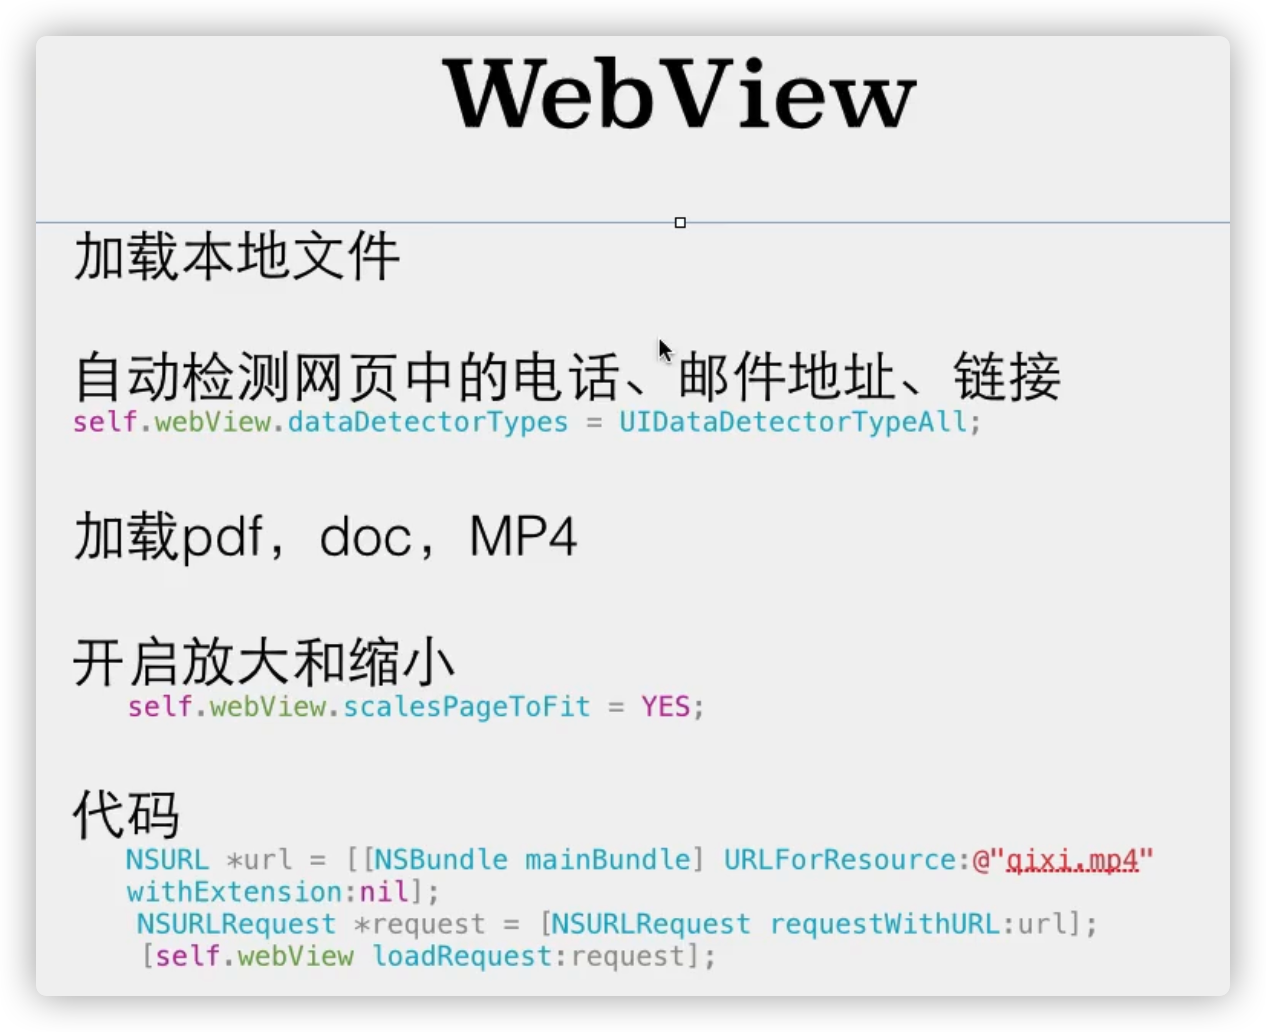 WebView
加载本地文件
自动检测网页中的电话、邮件地址、链接
self.webView.dataDetectorTypes = UIDataDetectorTypeAll;
加载pdf，doc，MP4
开启放大和缩小
self.webView.scalesPageToFit = YES;
代码
NSURL *url = [[NSBundle mainBundle] URLForResource:@"qixi.mp4"
withExtension:nil];
NSURLRequest *request = [NSURLRequest requestWithURL:url];
[self.webView loadRequest:request];